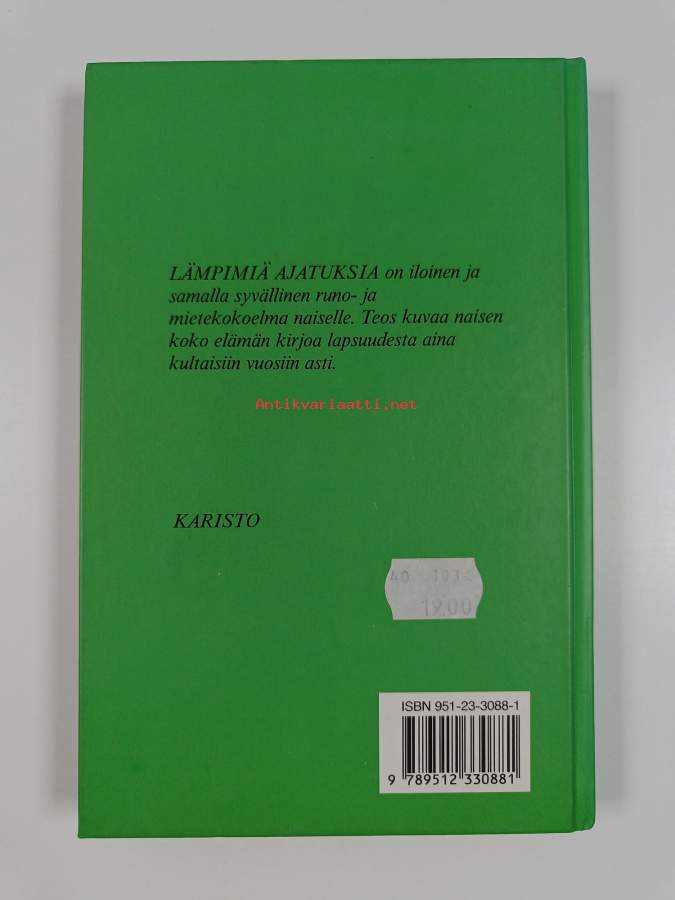 LÄMPIMIÄ AJATUKSIA on iloinen ja
samalla syvällinen runo- ja
mietekokoelma naiselle. Teos kuvaa naisen
koko elämän kirjoa lapsuudesta aina
kultaisiin vuosiin asti.
Antikvariaatti.net
KARISTO
40
19.00
ISBN 951-23-3088-1
9 789512 330881